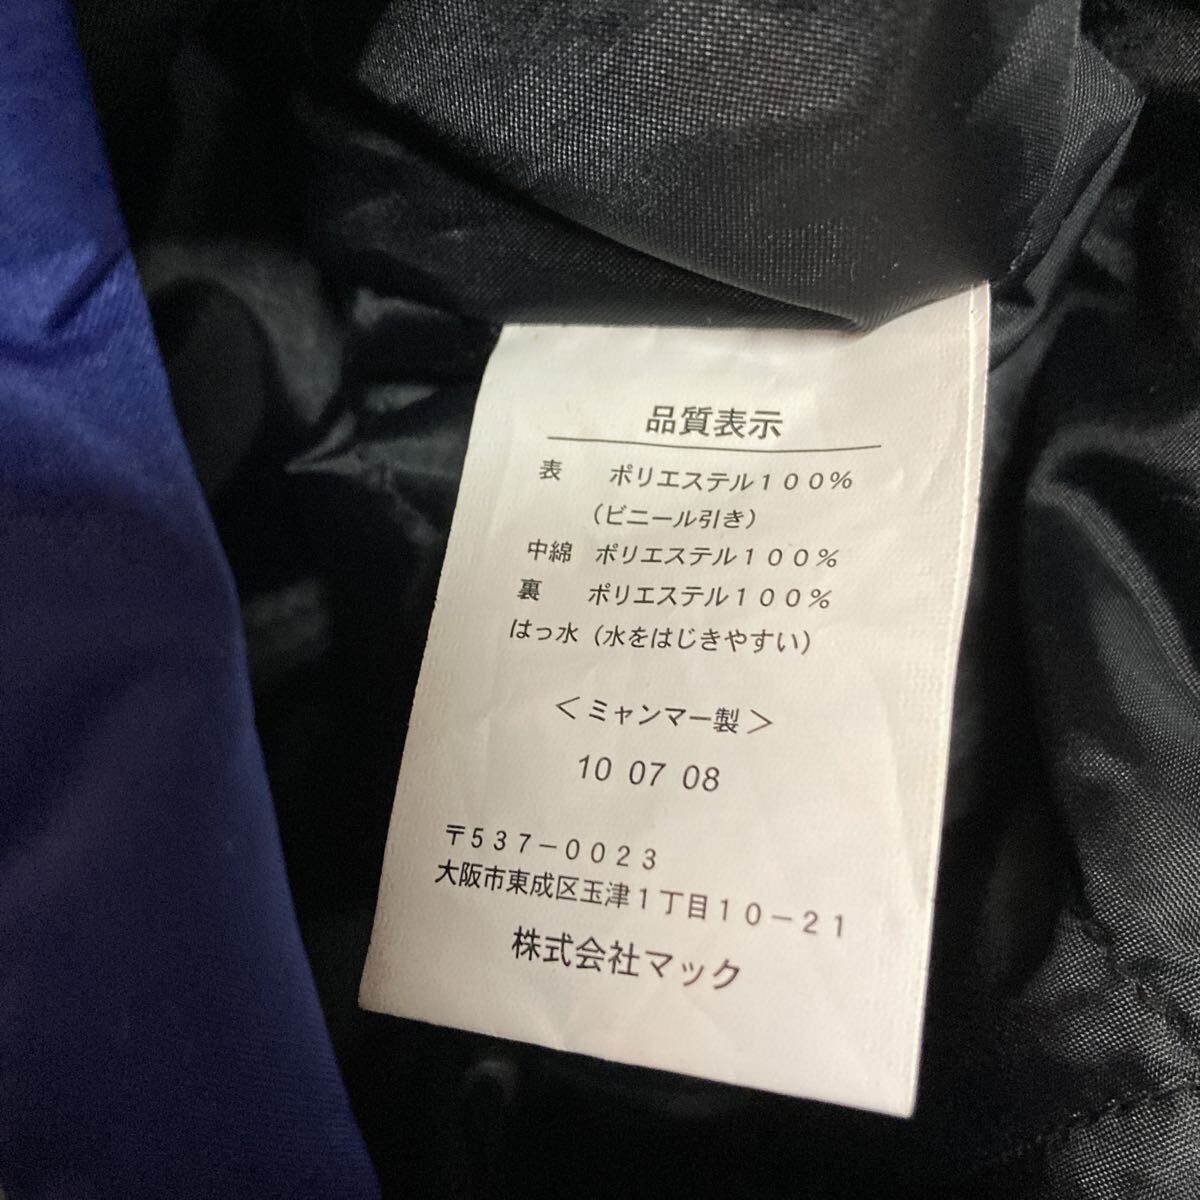 品質表示
表 ポリエステル１００％
（ビニール引き）
中綿 ポリエステル１００％
裏 ポリエステル１００％
はっ水（水をはじきやすい）
＜ミャンマー製＞
10 07 08
〒５３７－００２３
大阪市東成区玉津１丁目１０－２１
株式会社マック